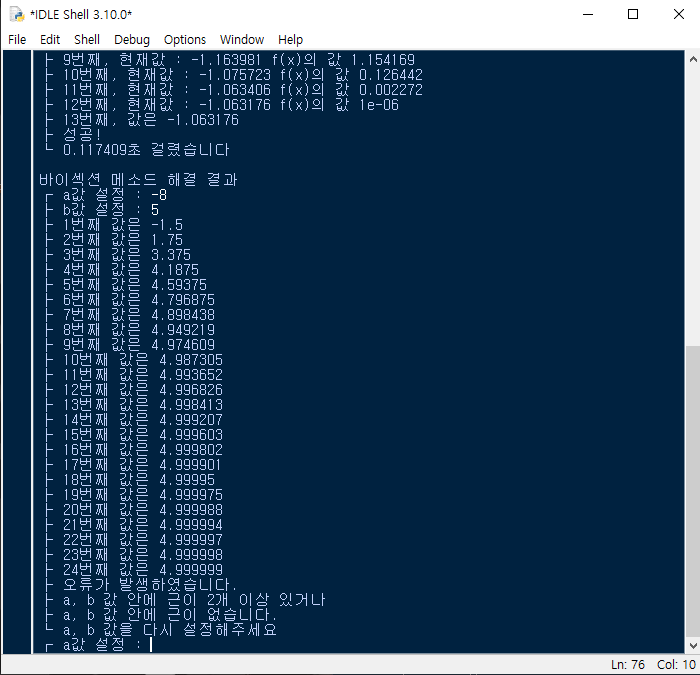 *IDLE Shell 3.10.0*
File Edit Shell Debug Options Window Help
├ 9번째, 현재값 : -1.163981 f(x)의 값 1.154169
├ 10번째, 현재값 : -1.075723 f(x)의 값 0.126442
├ 11번째, 현재값 : -1.063406 f(x)의 값 0.002272
├ 12번째, 현재값 : -1.063176 f(x)의 값 1e-06
├ 13번째, 값은 -1.063176
├ 성공!
└ 0.117409초 걸렸습니다
바이섹션 메소드 해결 결과
┌ a값 설정 : -8
├ b값 설정 : 5
├ 1번째 값은 -1.5
├ 2번째 값은 1.75
├ 3번째 값은 3.375
├ 4번째 값은 4.1875
├ 5번째 값은 4.59375
├ 6번째 값은 4.796875
├ 7번째 값은 4.898438
├ 8번째 값은 4.949219
├ 9번째 값은 4.974609
├ 10번째 값은 4.987305
├ 11번째 값은 4.993652
├ 12번째 값은 4.996826
├ 13번째 값은 4.998413
├ 14번째 값은 4.999207
├ 15번째 값은 4.999603
├ 16번째 값은 4.999802
├ 17번째 값은 4.999901
├ 18번째 값은 4.99995
├ 19번째 값은 4.999975
├ 20번째 값은 4.999988
├ 21번째 값은 4.999994
├ 22번째 값은 4.999997
├ 23번째 값은 4.999998
├ 24번째 값은 4.999999
├ 오류가 발생하였습니다.
├ a, b 값 안에 근이 2개 이상 있거나
├ a, b 값 안에 근이 없습니다.
└ a, b 값을 다시 설정해주세요
┌ a값 설정 :
Ln: 76 Col: 10